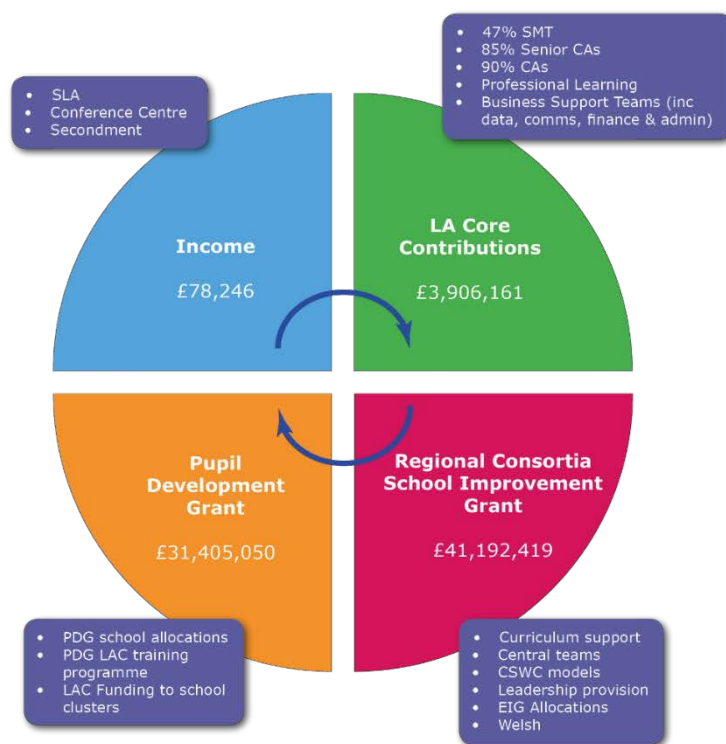 • SLA
• Conference Centre
• Secondment
• 47% SMT
• 85% Senior CAs
• 90% CAs
• Professional Learning
• Business Support Teams (inc
data, comms, finance & admin)
Income
£78,246
LA Core
Contributions
£3,906,161
Pupil
Development
Grant
£31,405,050
Regional Consortia
School Improvement
Grant
£41,192,419
• PDG school allocations
• PDG LAC training
programme
• LAC Funding to school
clusters
• Curriculum support
• Central teams
• CSWC models
• Leadership provision
• EIG Allocations
• Welsh